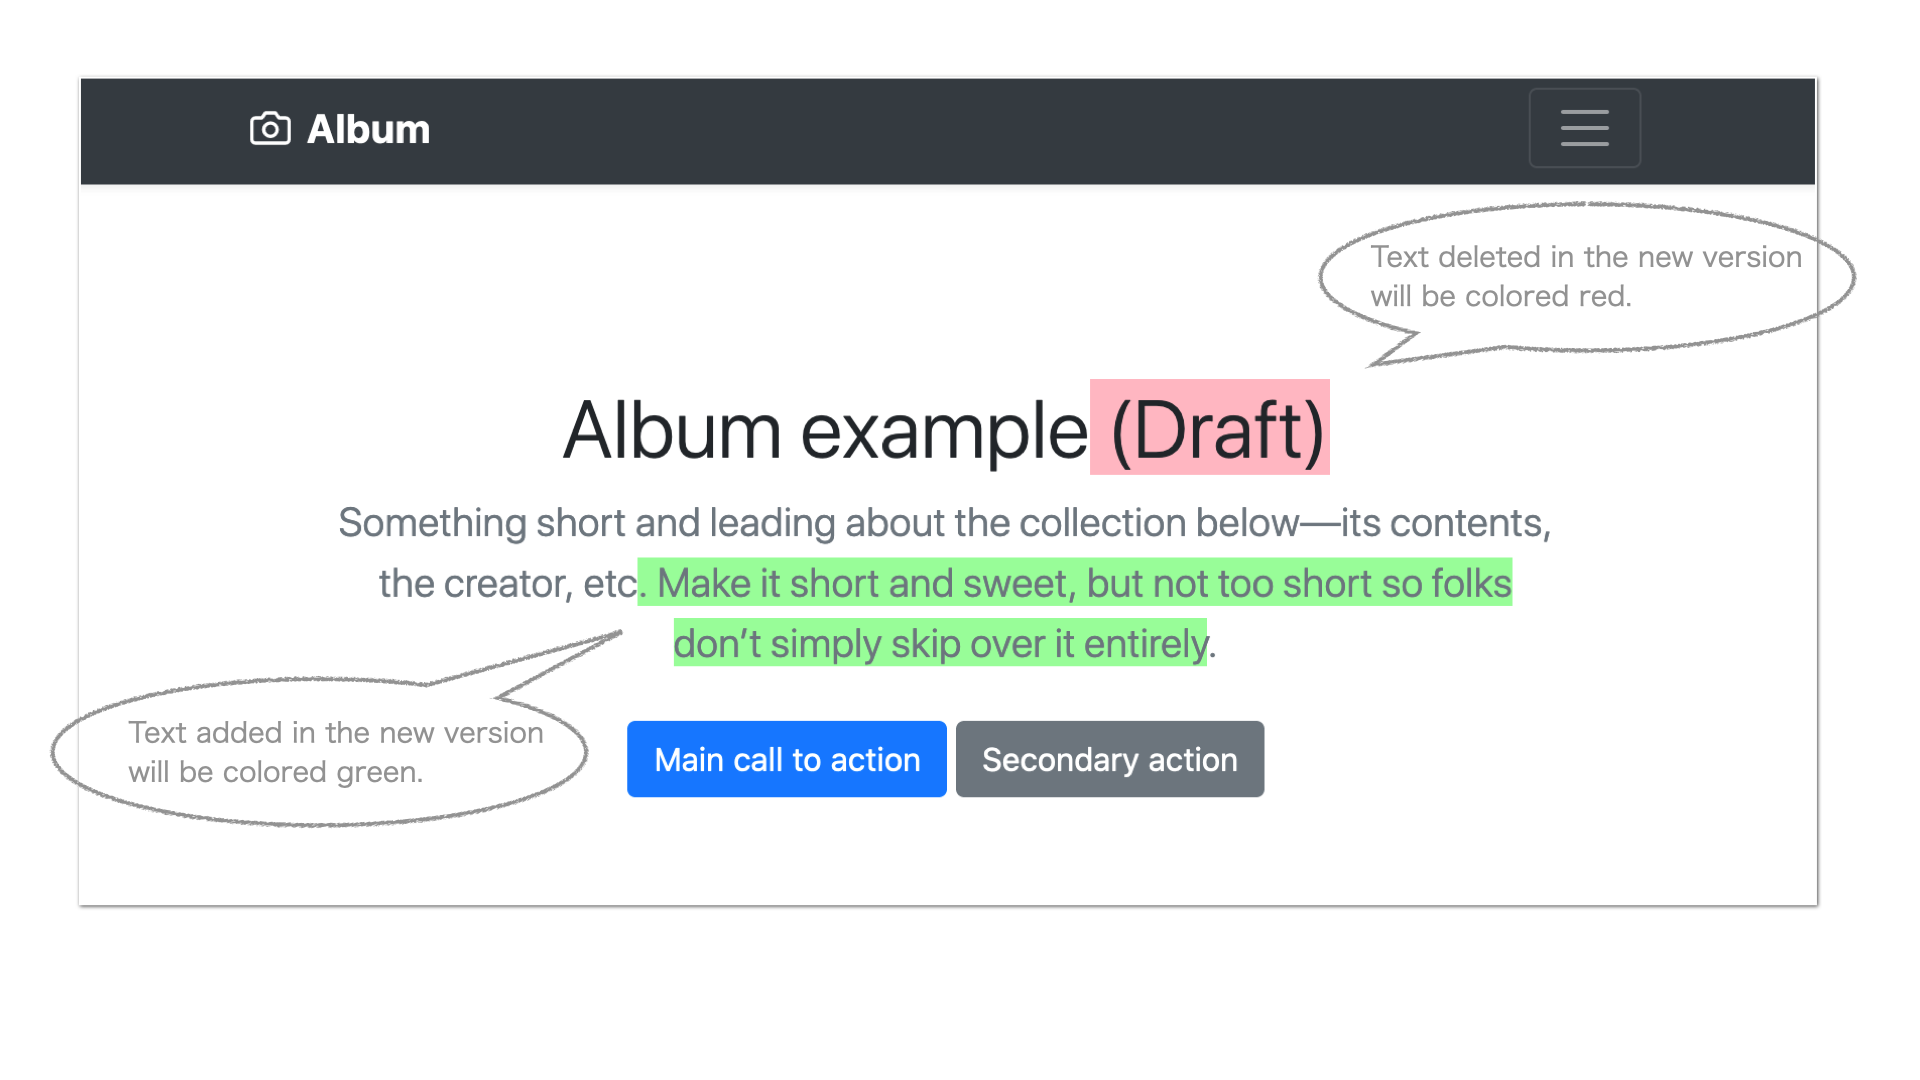 Album
Text deleted in the new version
will be colored red.
Album example (Draft)
Something short and leading about the collection below—its contents,
the creator, etc. Make it short and sweet, but not too short so folks
don’t simply skip over it entirely.
Text added in the new version
will be colored green.
Main call to action
Secondary action